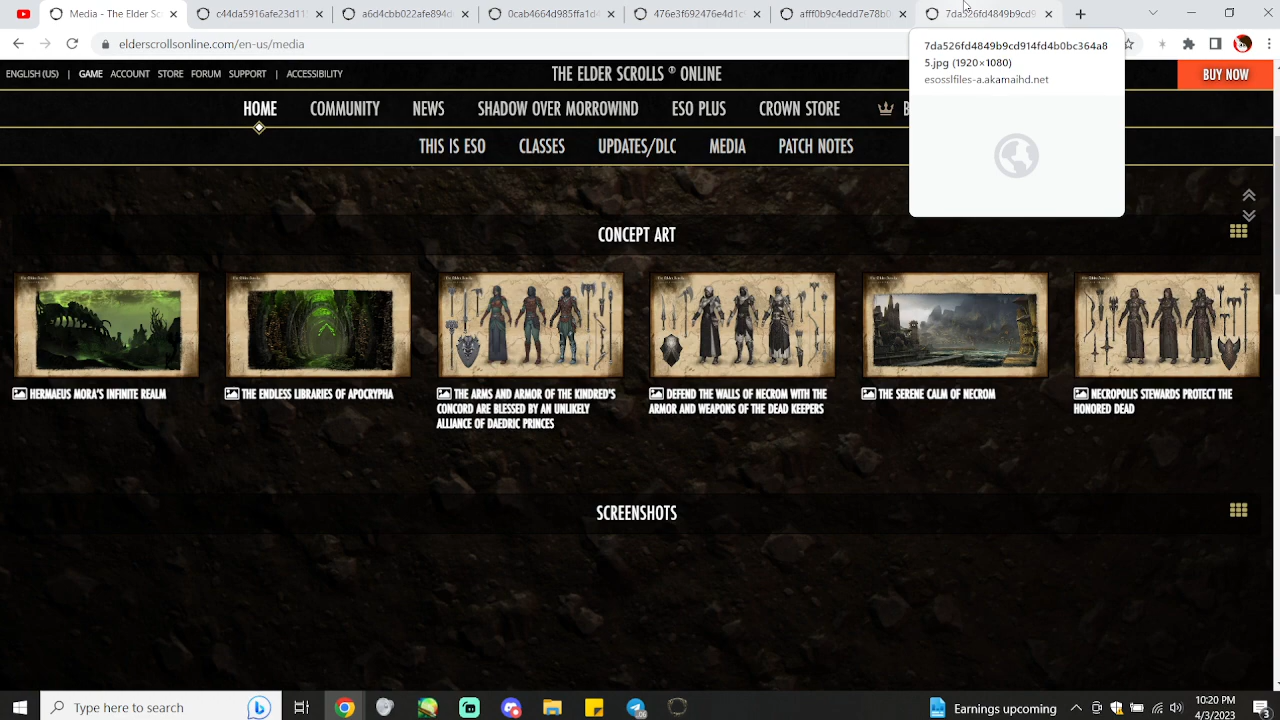 Media - The Elder Sc
c44da5916afe23d11
a6d4cbb022afe894d
0cab4664d985ffa1d4
476e3f692476e4d1c
afff0b9c4edd7e78b0
7da526fd4849b9cd9
elderscrollsonline.com/en-us/media
7da526fd4849b9cd914fd4b0bc364a8
5.jpg (1920×1080)
esosslfiles-a.akamaihd.net
ENGLISH (US) | GAME ACCOUNT STORE FORUM SUPPORT | ACCESSIBILITY
THE ELDER SCROLLS ® ONLINE
BUY NOW
HOME COMMUNITY NEWS SHADOW OVER MORROWIND ESO PLUS CROWN STORE B
THIS IS ESO CLASSES UPDATES/DLC MEDIA PATCH NOTES
CONCEPT ART
HERMAEUS MORA'S INFINITE REALM
THE ENDLESS LIBRARIES OF APOCRYPHA
THE ARMS AND ARMOR OF THE KINDRED'S
CONCORD ARE BLESSED BY AN UNLIKELY
ALLIANCE OF DAEDRIC PRINCES
DEFEND THE WALLS OF NECROM WITH THE
ARMOR AND WEAPONS OF THE DEAD KEEPERS
THE SERENE CALM OF NECROM
NECROPOLIS STEWARDS PROTECT THE
HONORED DEAD
SCREENSHOTS
Type here to search
Earnings upcoming
10:20 PM
4/3/2023